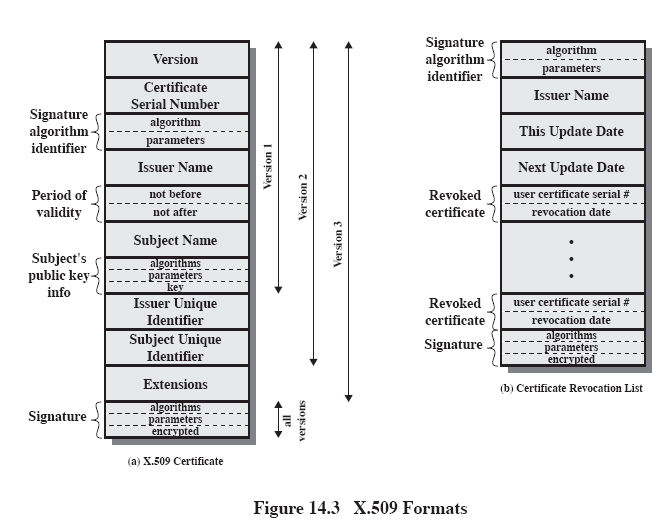 Version
Certificate
Serial Number
Signature
algorithm
identifier
algorithm
parameters
Issuer Name
Period of
validity
not before
not after
Subject Name
Subject's
public key
info
algorithms
parameters
key
Issuer Unique
Identifier
Subject Unique
Identifier
Extensions
Signature
algorithms
parameters
encrypted
Version 1
Version 2
Version 3
all
versions
(a) X.509 Certificate
Signature
algorithm
identifier
algorithm
parameters
Issuer Name
This Update Date
Next Update Date
Revoked
certificate
user certificate serial #
revocation date
Revoked
certificate
user certificate serial #
revocation date
Signature
algorithms
parameters
encrypted
(b) Certificate Revocation List
Figure 14.3 X.509 Formats